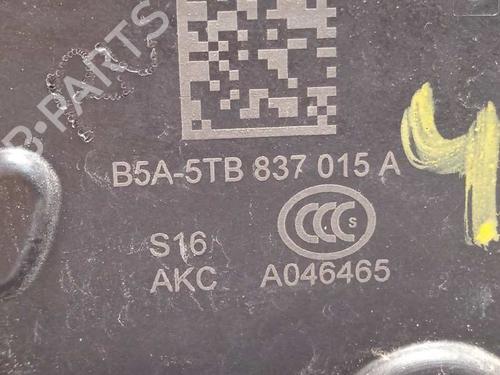 B-PARTS
B5A-5TB 837 015 A
4
CCC S
S16
AKC A046465